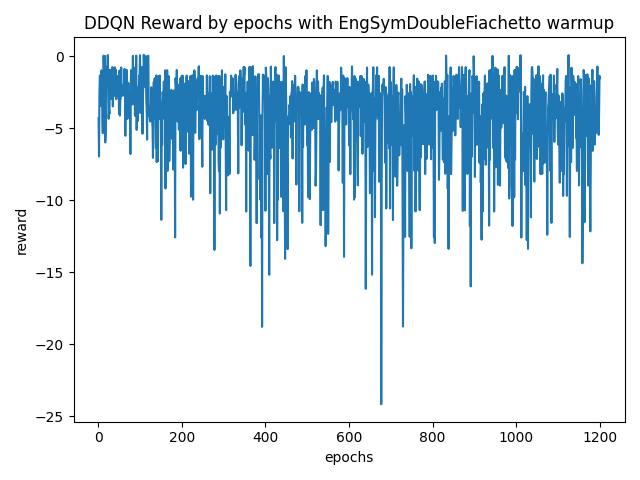 DDQN Reward by epochs with EngSymDoubleFiachetto warmup
0
−5
−10
−15
−20
−25
reward
0 200 400 600 800 1000 1200
epochs